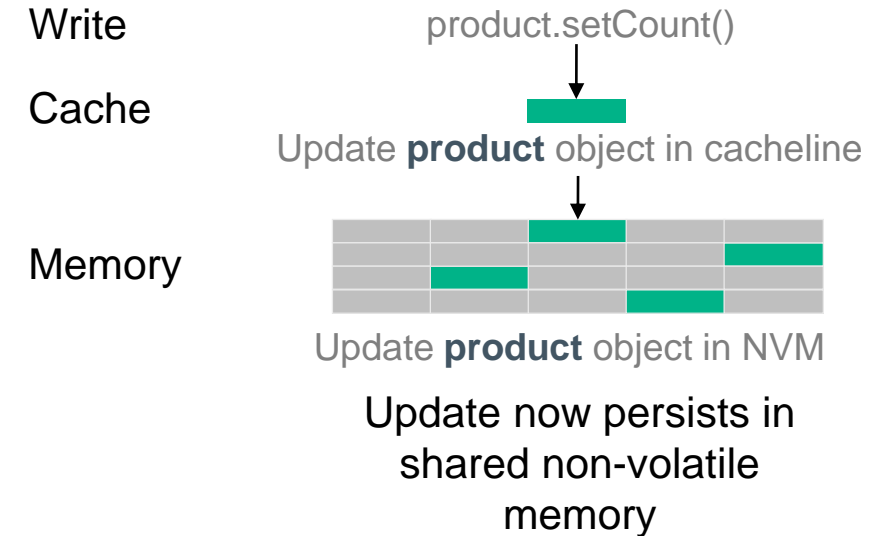 Write
product.setCount()
Cache
Update product object in cacheline
Memory
Update product object in NVM
Update now persists in
shared non-volatile
memory